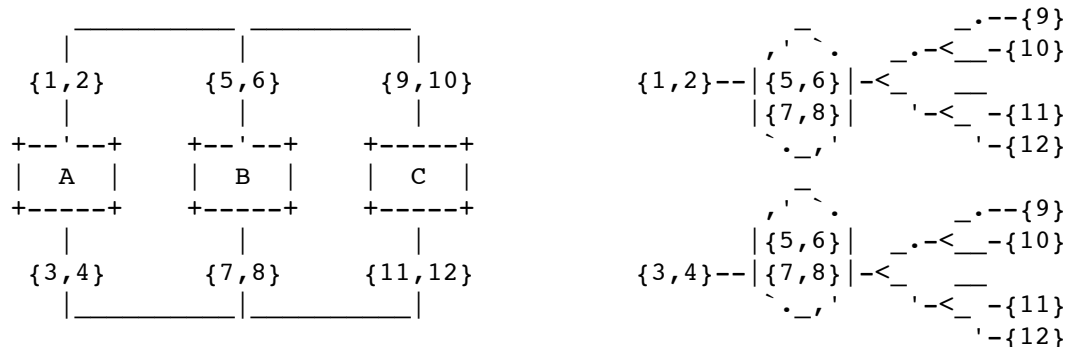 {9}
{10}
{1,2} {5,6} {9,10} {1,2} {5,6}
{7,8} {11}
{12}
A B C
{9}
{5,6} {10}
{3,4} {7,8} {11,12} {3,4} {7,8}
{11}
{12}